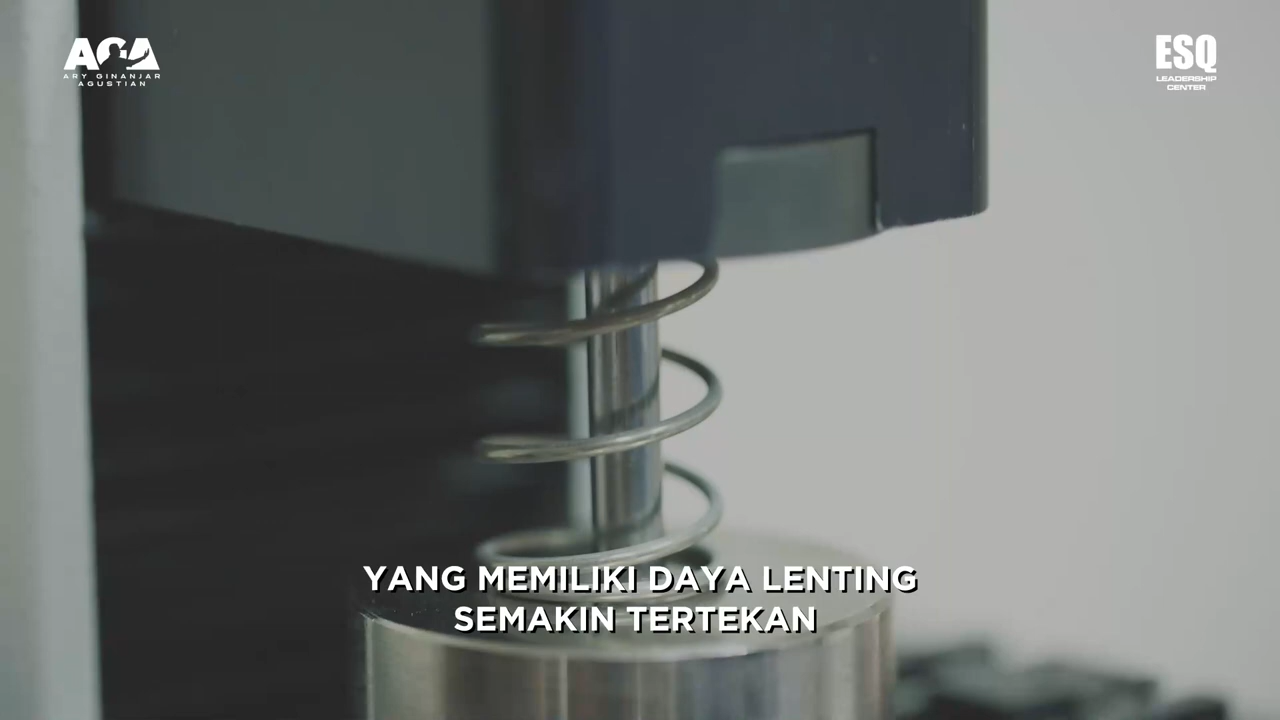 AGA
ARY GINANJAR
AGUSTIAN
ESQ
LEADERSHIP
CENTER
YANG MEMILIKI DAYA LENTING
SEMAKIN TERTEKAN